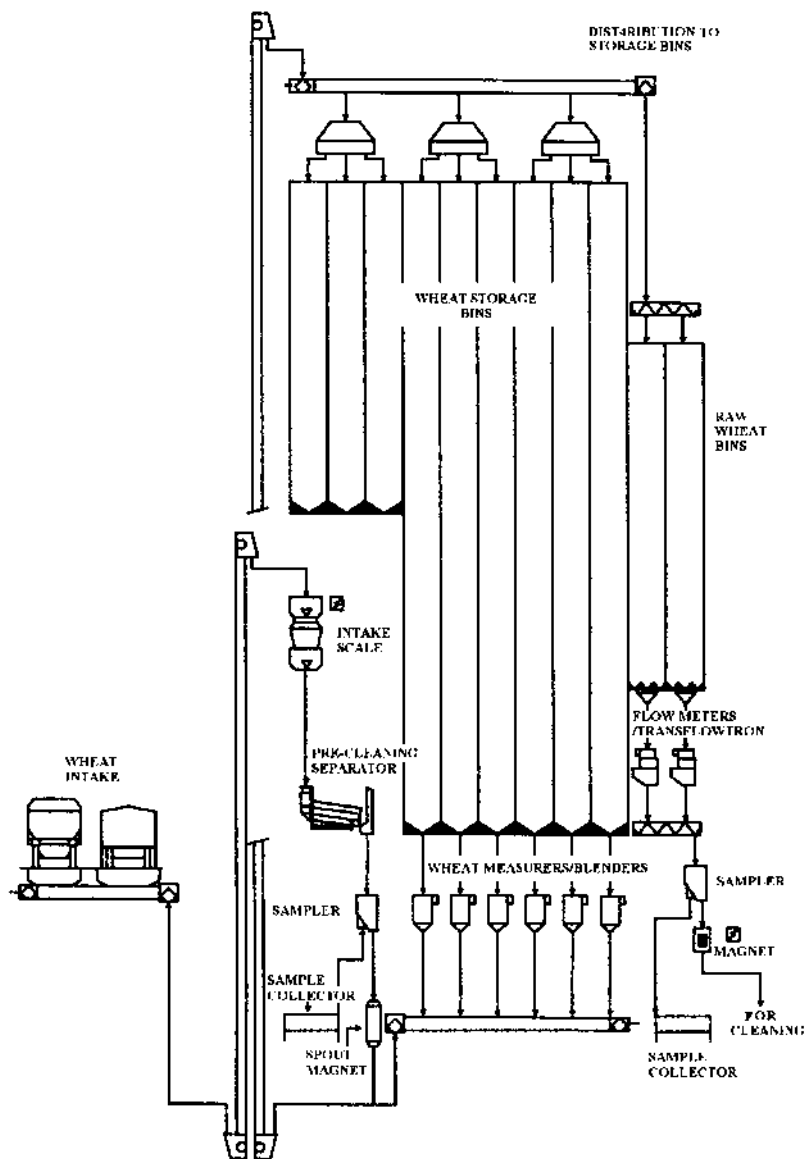 DISTRIBUTION TO
STORAGE BINS
WHEAT STORAGE
BINS
RAW
WHEAT
BINS
INTAKE
SCALE
FLOW METERS
/TRANSFLOWTRON
PRE-CLEANING
SEPARATOR
WHEAT
INTAKE
WHEAT MEASURERS/BLENDERS
SAMPLER
SAMPLER
MAGNET
SAMPLE
COLLECTOR
FOR
CLEANING
SPOUT
MAGNET
SAMPLE
COLLECTOR